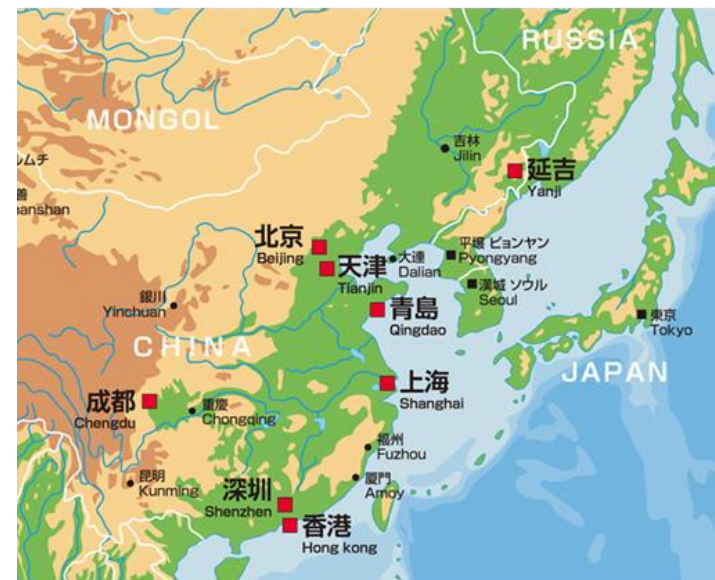 RUSSIA
MONGOL
吉林
Jilin
延吉
Yanji
ルムチ
善
anshan
北京
Beijing
天津
Tianjin
大連
Dalian
平壌 ピョンヤン
Pyongyang
漢城 ソウル
Seoul
銀川
Yinchuan
青島
Qingdao
東京
Tokyo
CHINA
JAPAN
上海
Shanghai
成都
Chengdu
重慶
Chongqing
福州
Fuzhou
昆明
Kunming
厦門
Amoy
深圳
Shenzhen
香港
Hong kong